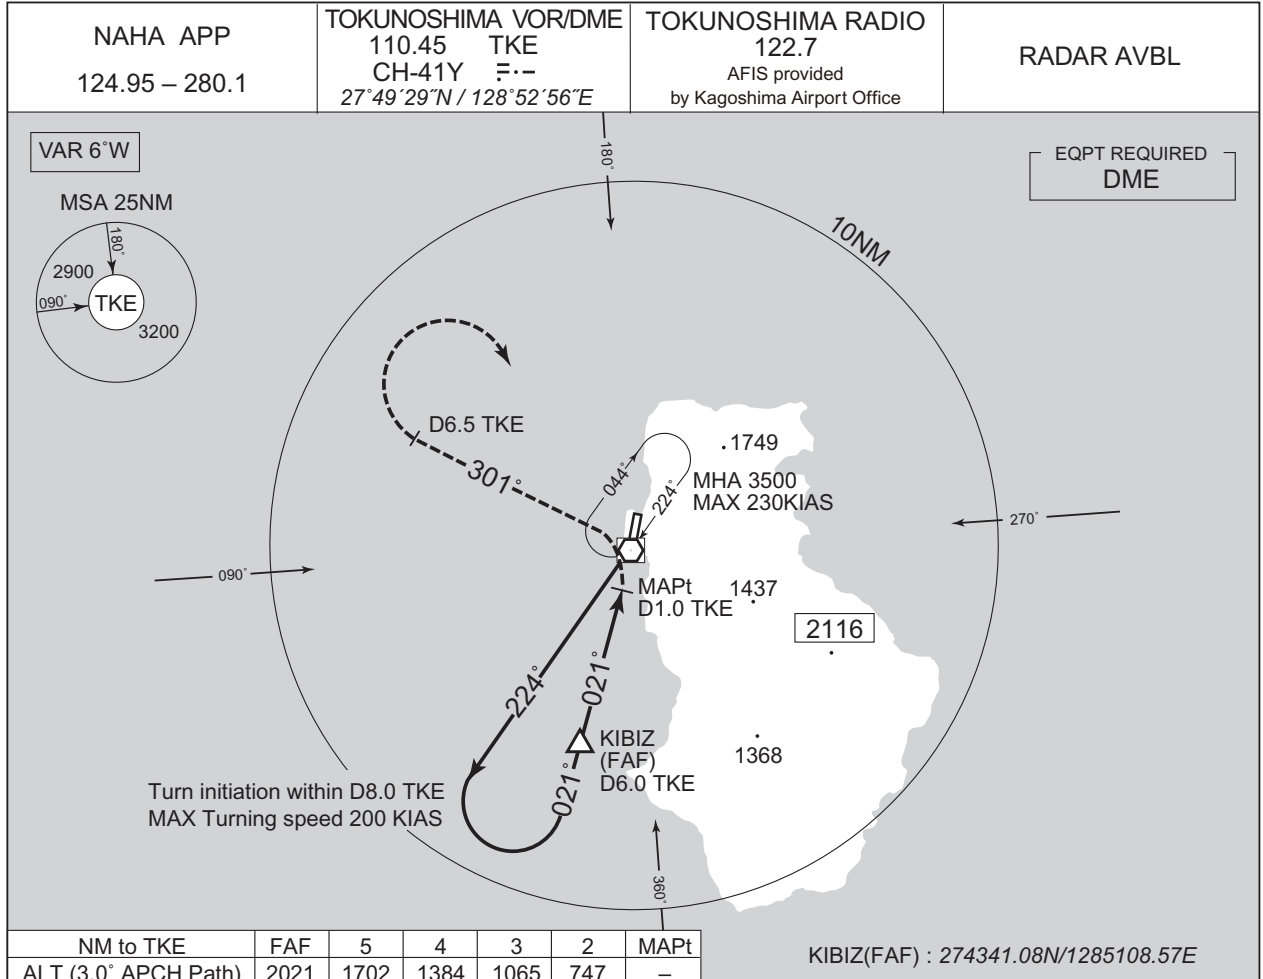 NAHA APP
124.95 – 280.1
TOKUNOSHIMA VOR/DME
110.45 TKE
CH-41Y
27°49´29˝N / 128°52´56˝E
TOKUNOSHIMA RADIO
122.7
AFIS provided
by Kagoshima Airport Office
RADAR AVBL
VAR 6°W
EQPT REQUIRED
DME
MSA 25NM
180°
2900
090°
TKE
3200
180°
10NM
D6.5 TKE
301°
044°
224°
1749
MHA 3500
MAX 230KIAS
270°
090°
MAPt
D1.0 TKE
1437
2116
224°
021°
KIBIZ
(FAF)
D6.0 TKE
1368
021°
Turn initiation within D8.0 TKE
MAX Turning speed 200 KIAS
360°
NM to TKE FAF 5 4 3 2 MAPt
ALT (3.0° APCH Path) 2021 1702 1384 1065 747 –
KIBIZ(FAF) : 274341.08N/1285108.57E